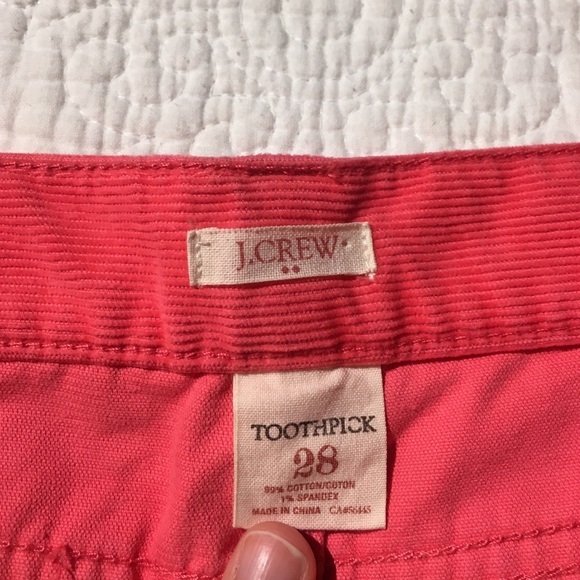 J.CREW
TOOTHPICK
28
99% COTTON/COTON
1% SPANDEX
MADE IN CHINA CA#56445